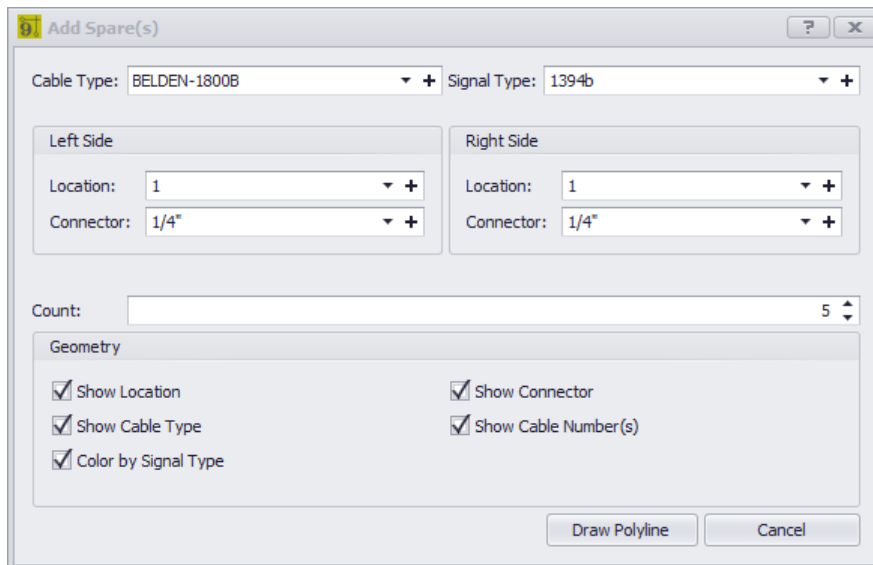 Add Spare(s)
Cable Type: BELDEN-1800B Signal Type: 1394b
Left Side Right Side
Location: 1 Location: 1
Connector: 1/4" Connector: 1/4"
Count: 5
Geometry
Show Location Show Connector
Show Cable Type Show Cable Number(s)
Color by Signal Type
Draw Polyline Cancel